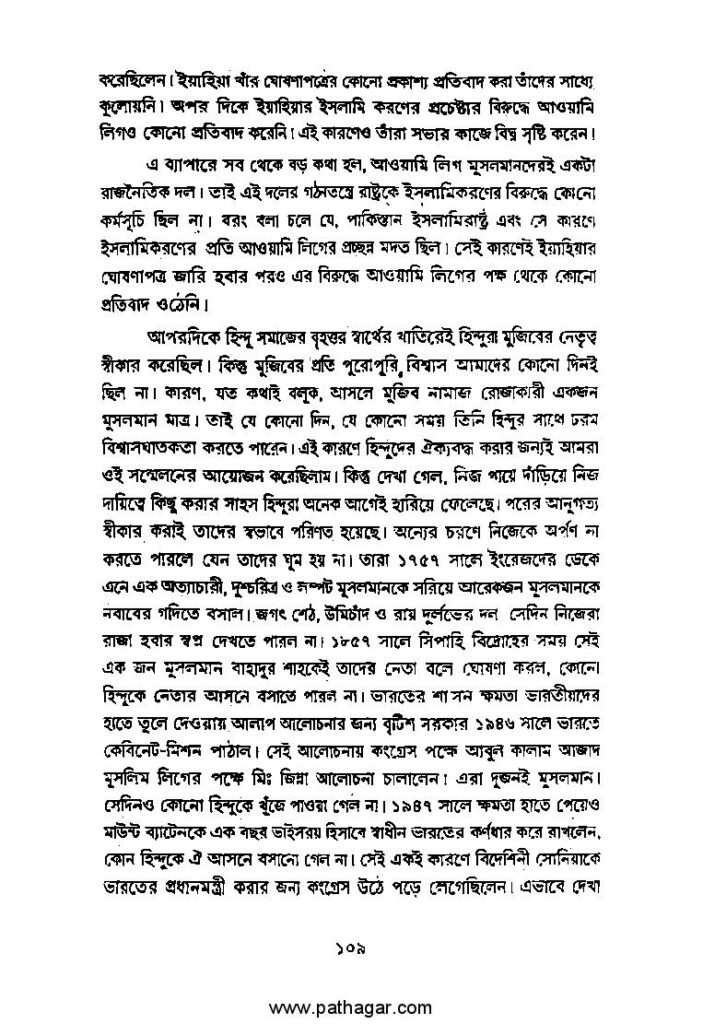 করেছিলেন। ইয়াহিয়া খাঁর ঘোষণাপত্রের কোনো প্রকাশ্য প্রতিবাদ করা তাঁদের সাধ্যে
কুলোয়নি। অপর দিকে ইয়াহিয়ার ইসলামি করণের প্রচেষ্টার বিরুদ্ধে আওয়ামি
লিগও কোনো প্রতিবাদ করেনি। এই কারণেও তাঁরা সভার কাজে বিঘ্ন সৃষ্টি করেন।
এ ব্যাপারে সব থেকে বড় কথা হল, আওয়ামি লিগ মুসলমানদেরই একটা
রাজনৈতিক দল। তাই এই দলের গঠনতন্ত্রে রাষ্ট্রকে ইসলামিকরণের বিরুদ্ধে কোনো
কর্মসূচি ছিল না। বরং বলা চলে যে, পাকিস্তান ইসলামিরাষ্ট্র এবং সে কারণে
ইসলামিকরণের প্রতি আওয়ামি লিগের প্রচ্ছন্ন মদত ছিল। সেই কারণেই ইয়াহিয়ার
ঘোষণাপত্র জারি হবার পরও এর বিরুদ্ধে আওয়ামি লিগের পক্ষ থেকে কোনো
প্রতিবাদ ওঠেনি।
আপরদিকে হিন্দু সমাজের বৃহত্তর স্বার্থের খাতিরেই হিন্দুরা মুজিবের নেতৃত্ব
স্বীকার করেছিল। কিন্তু মুজিবের প্রতি পুরোপুরি বিশ্বাস আমাদের কোনো দিনই
ছিল না। কারণ, যত কথাই বলুক, আসলে মুজিব নামাজ রোজাকারী একজন
মুসলমান মাত্র। তাই যে কোনো দিন, যে কোনো সময় তিনি হিন্দুর সাথে চরম
বিশ্বাসঘাতকতা করতে পারেন। এই কারণে হিন্দুদের ঐক্যবদ্ধ করার জন্যই আমরা
ওই সম্মেলনের আয়োজন করেছিলাম। কিন্তু দেখা গেল, নিজ পায়ে দাঁড়িয়ে নিজ
দায়িত্বে কিছু করার সাহস হিন্দুরা অনেক আগেই হারিয়ে ফেলেছে। পরের আনুগত্য
স্বীকার করাই তাদের স্বভাবে পরিণত হয়েছে। অন্যের চরণে নিজেকে অর্পণ না
করতে পারলে যেন তাদের ঘুম হয় না। তারা ১৭৫৭ সালে ইংরেজদের ডেকে
এনে এক অত্যাচারী, দুশ্চরিত্র ও লম্পট মুসলমানকে সরিয়ে আরেকজন মুসলমানকে
নবাবের গদিতে বসাল। জগৎ শেঠ, উমিচাঁদ ও রায় দুর্লভের দল সেদিন নিজেরা
রাজা হবার স্বপ্ন দেখতে পারল না। ১৮৫৭ সালে সিপাহি বিদ্রোহের সময় সেই
এক জন মুসলমান বাহাদুর শাহকেই তাদের নেতা বলে ঘোষণা করল, কোনো
হিন্দুকে নেতার আসনে বসাতে পারল না। ভারতের শাসন ক্ষমতা ভারতীয়দের
হাতে তুলে দেওয়ায় আলাপ আলোচনার জন্য বৃটিশ সরকার ১৯৪৬ সালে ভারতে
কেবিনেট-মিশন পাঠাল। সেই আলোচনায় কংগ্রেস পক্ষে আবুল কালাম আজাদ
মুসলিম লিগের পক্ষে মিঃ জিন্না আলোচনা চালালেন। এরা দুজনই মুসলমান।
সেদিনও কোনো হিন্দুকে খুঁজে পাওয়া গেল না। ১৯৪৭ সালে ক্ষমতা হাতে পেয়েও
মাউন্ট ব্যাটেনকে এক বছর ভাইসরয় হিসাবে স্বাধীন ভারতের কর্ণধার করে রাখলেন,
কোন হিন্দুকে ঐ আসনে বসানো গেল না। সেই একই কারণে বিদেশিনী সোনিয়াকে
ভারতের প্রধানমন্ত্রী করার জন্য কংগ্রেস উঠে পড়ে লেগেছিলেন। এভাবে দেখা
১০৯
www.pathagar.com